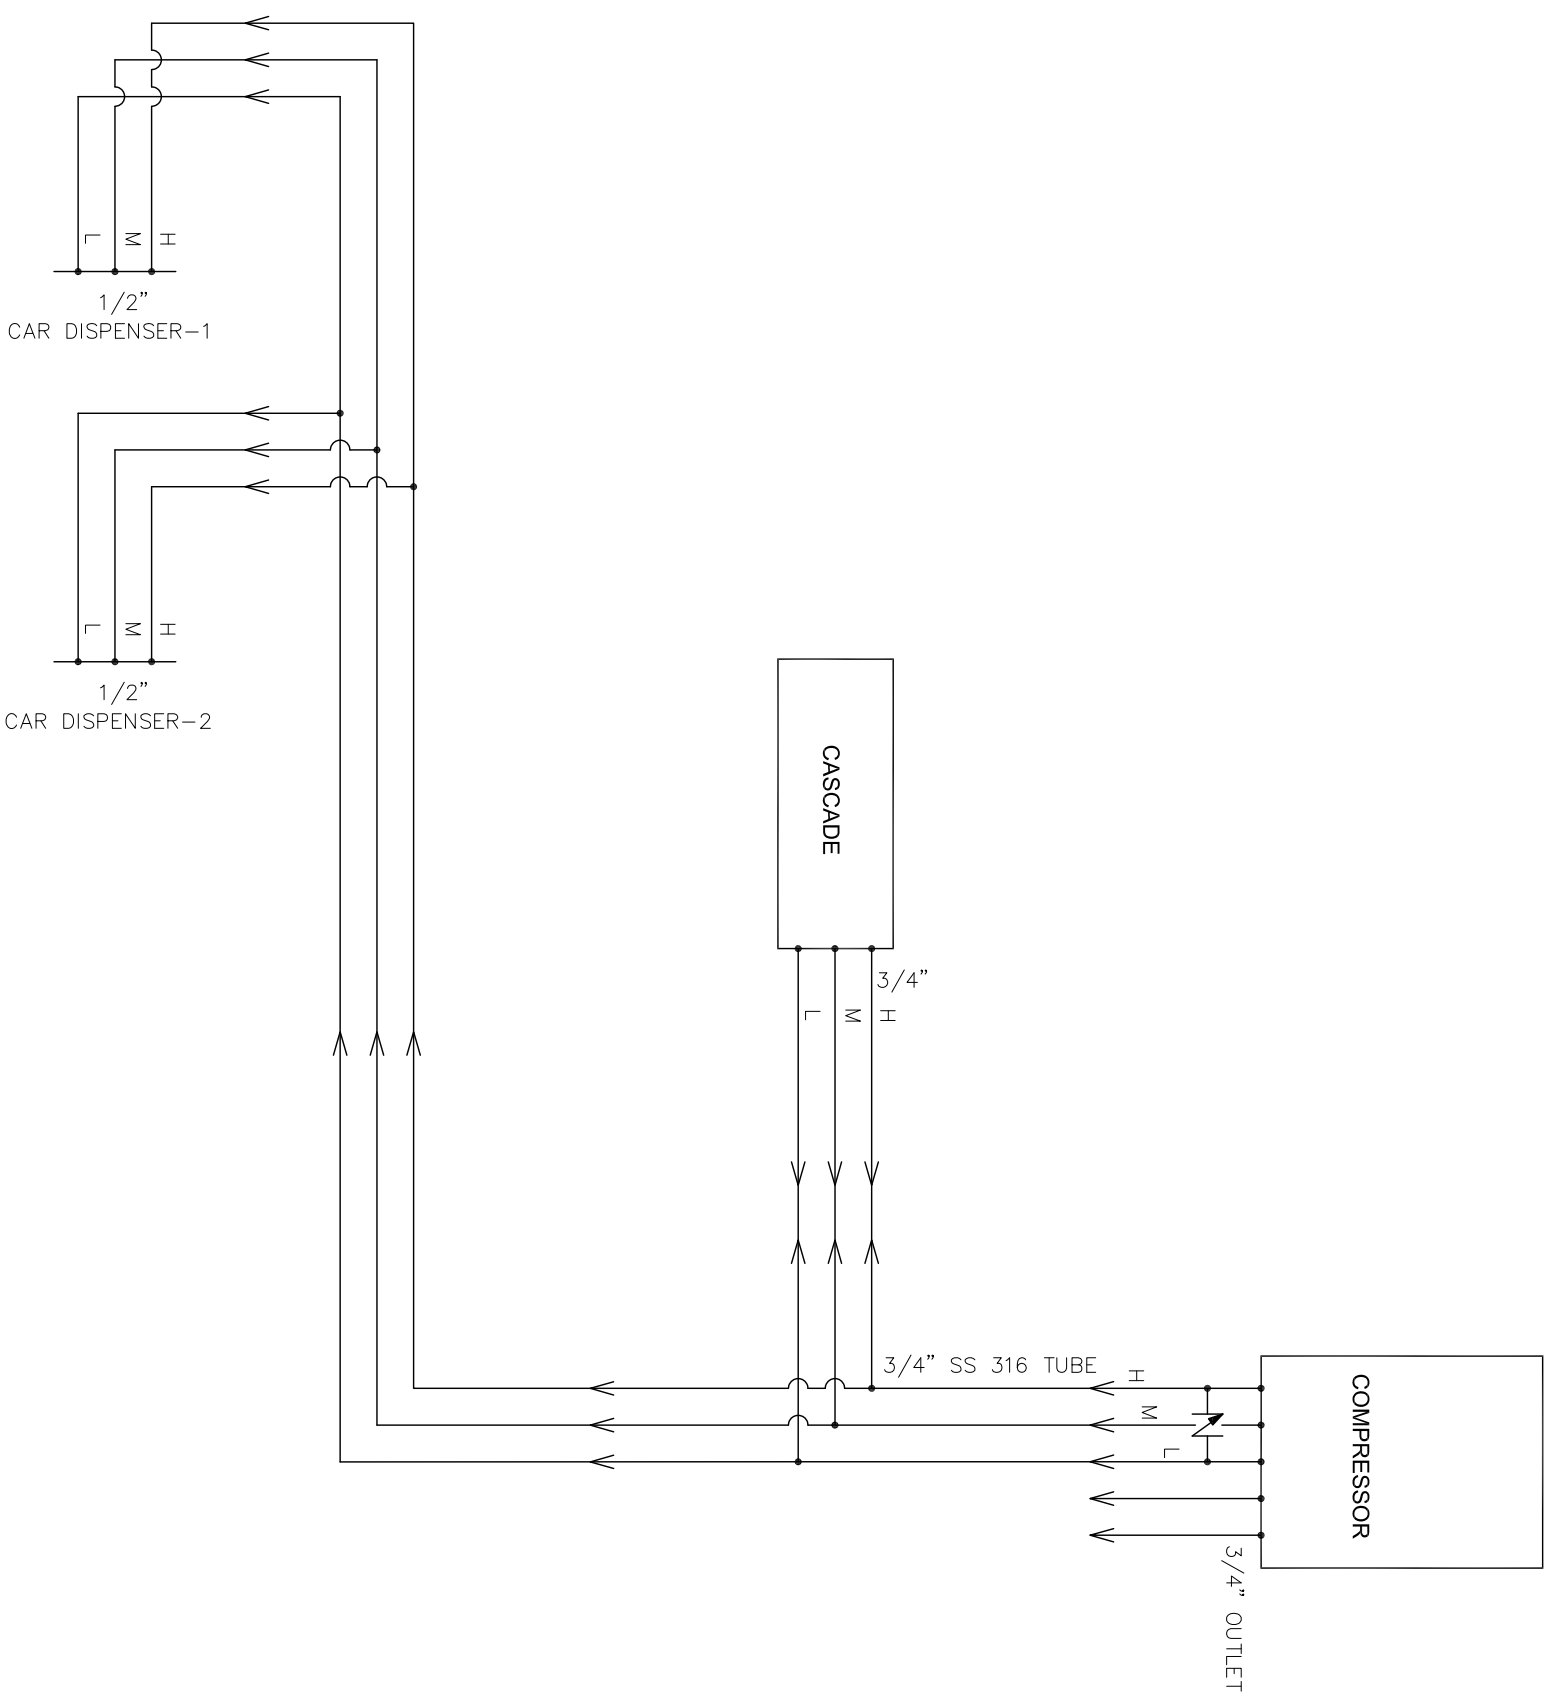 L
M
H
1/2"
CAR DISPENSER-1
L
M
H
1/2"
CAR DISPENSER-2
CASCADE
3/4"
L
M
H
3/4" SS 316 TUBE
H
M
L
COMPRESSOR
3/4" OUTLET